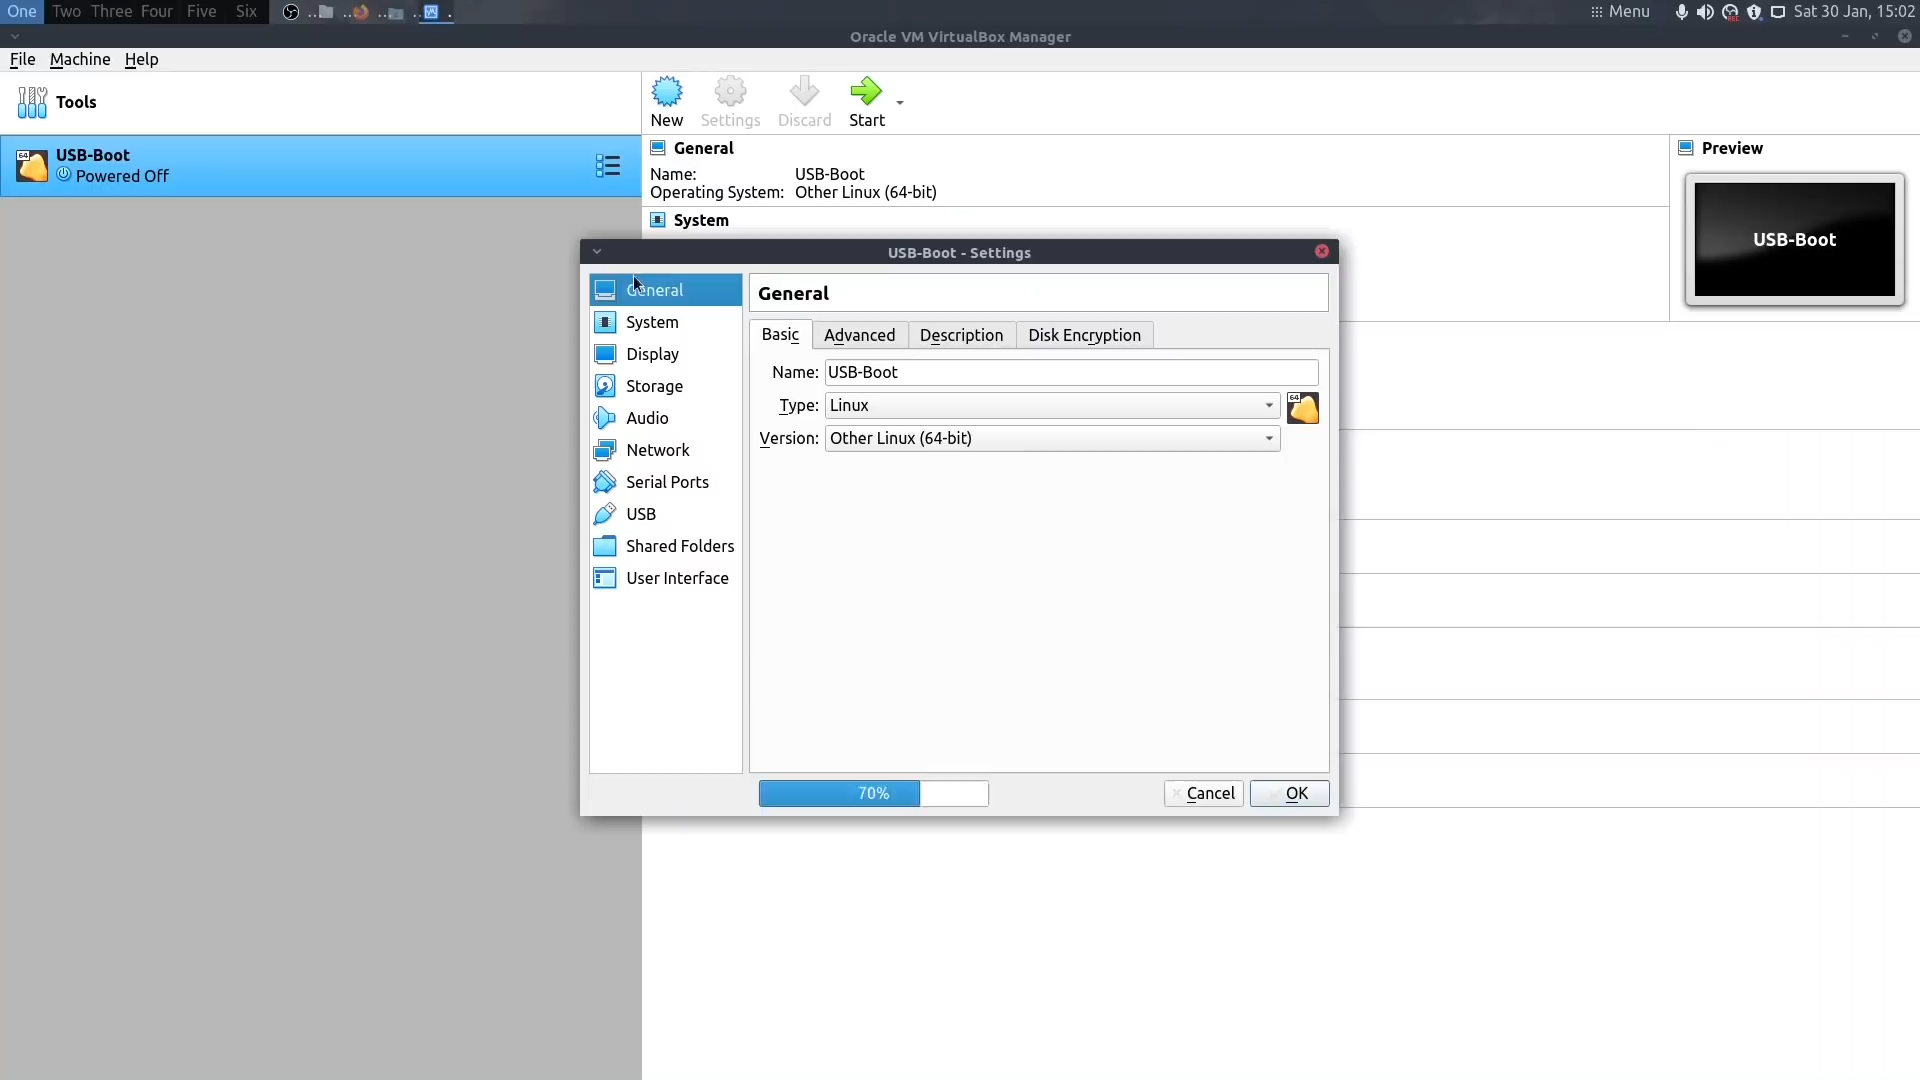 One Two Three Four Five Six
Menu Sat 30 Jan, 15:02
Oracle VM VirtualBox Manager
File Machine Help
Tools
New Settings Discard Start
USB-Boot
Powered Off
General
Name: USB-Boot
Operating System: Other Linux (64-bit)
System
Preview
USB-Boot
USB-Boot - Settings
General
System
Display
Storage
Audio
Network
Serial Ports
USB
Shared Folders
User Interface
General
Basic Advanced Description Disk Encryption
Name: USB-Boot
Type: Linux
64
Version: Other Linux (64-bit)
70% Cancel OK